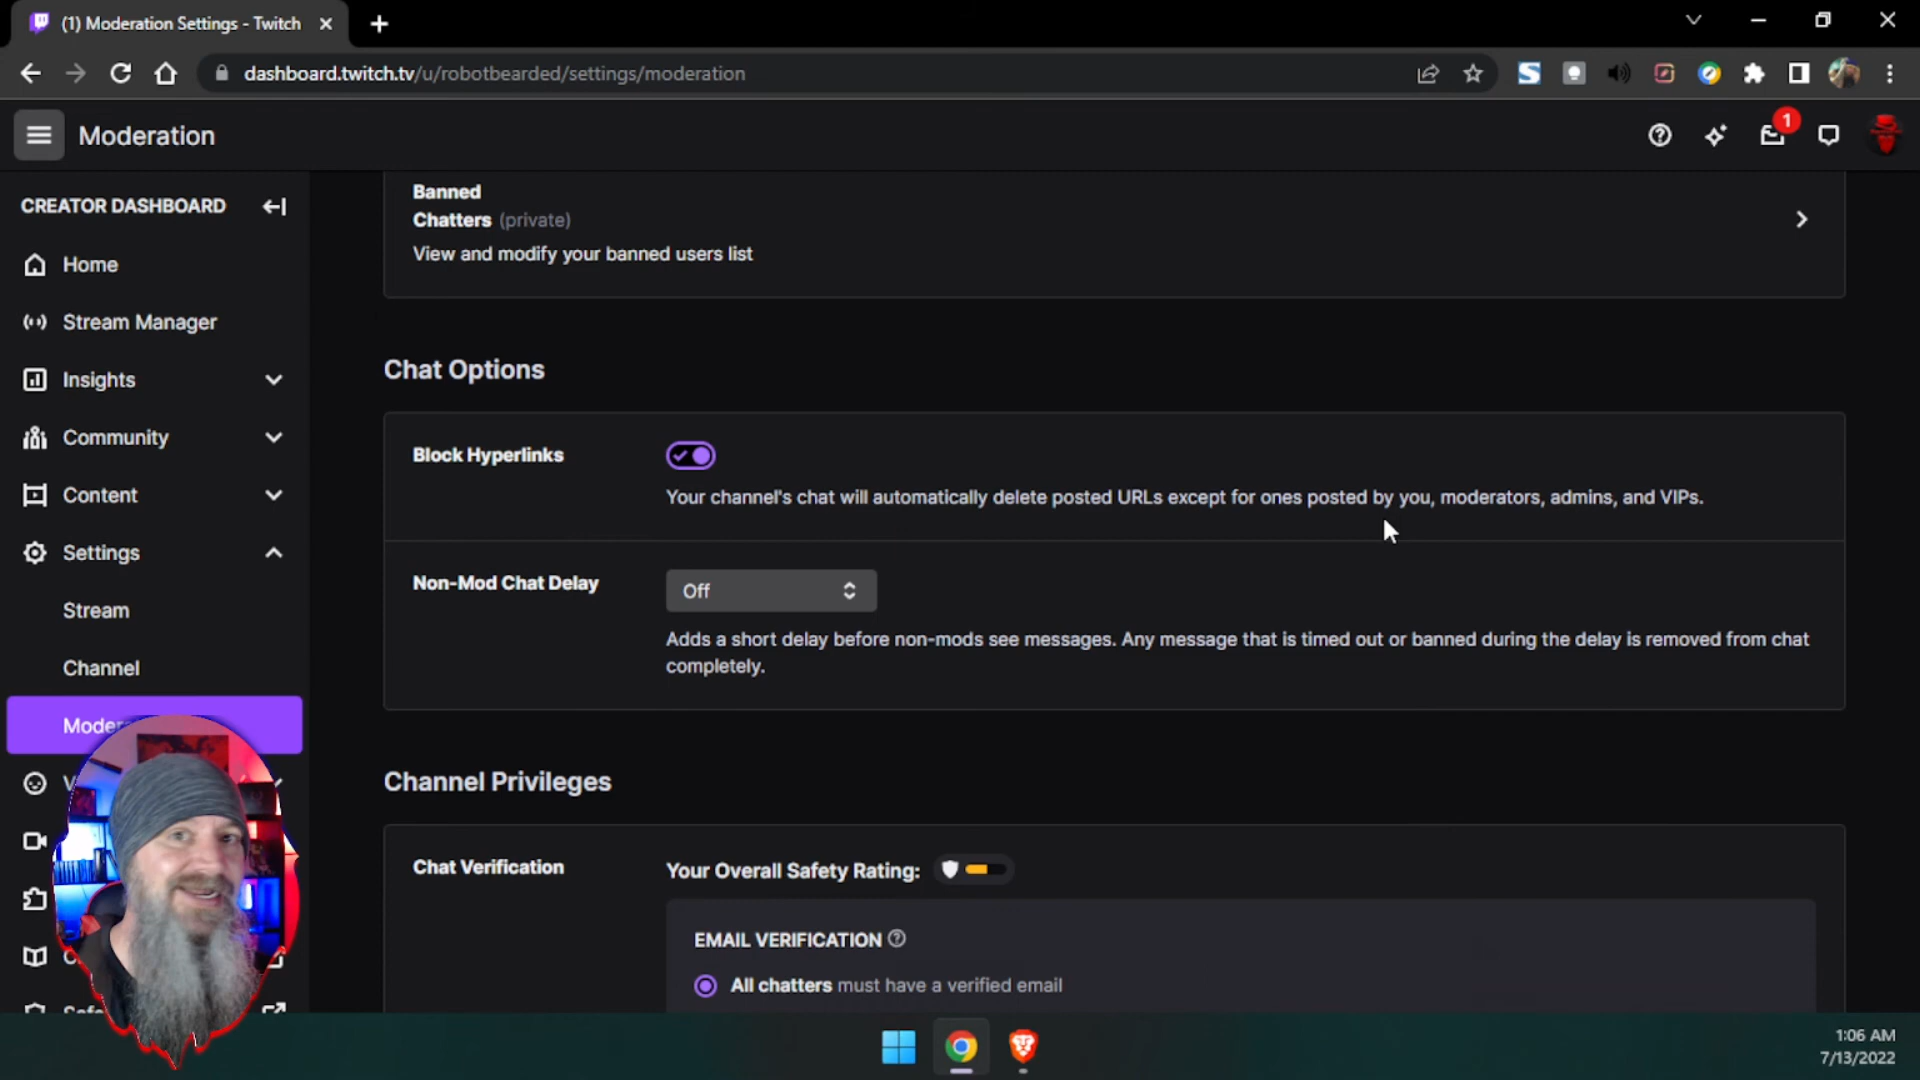 (1) Moderation Settings - Twitch
dashboard.twitch.tv/u/robotbearded/settings/moderation
Moderation
1
CREATOR DASHBOARD
Home
Stream Manager
Insights
Community
Content
Settings
Stream
Channel
Banned
Chatters (private)
View and modify your banned users list
Chat Options
Block Hyperlinks
Your channel's chat will automatically delete posted URLs except for ones posted by you, moderators, admins, and VIPs.
Non-Mod Chat Delay
Off
Adds a short delay before non-mods see messages. Any message that is timed out or banned during the delay is removed from chat
completely.
Channel Privileges
Chat Verification
Your Overall Safety Rating:
EMAIL VERIFICATION
All chatters must have a verified email
1:06 AM
7/13/2022